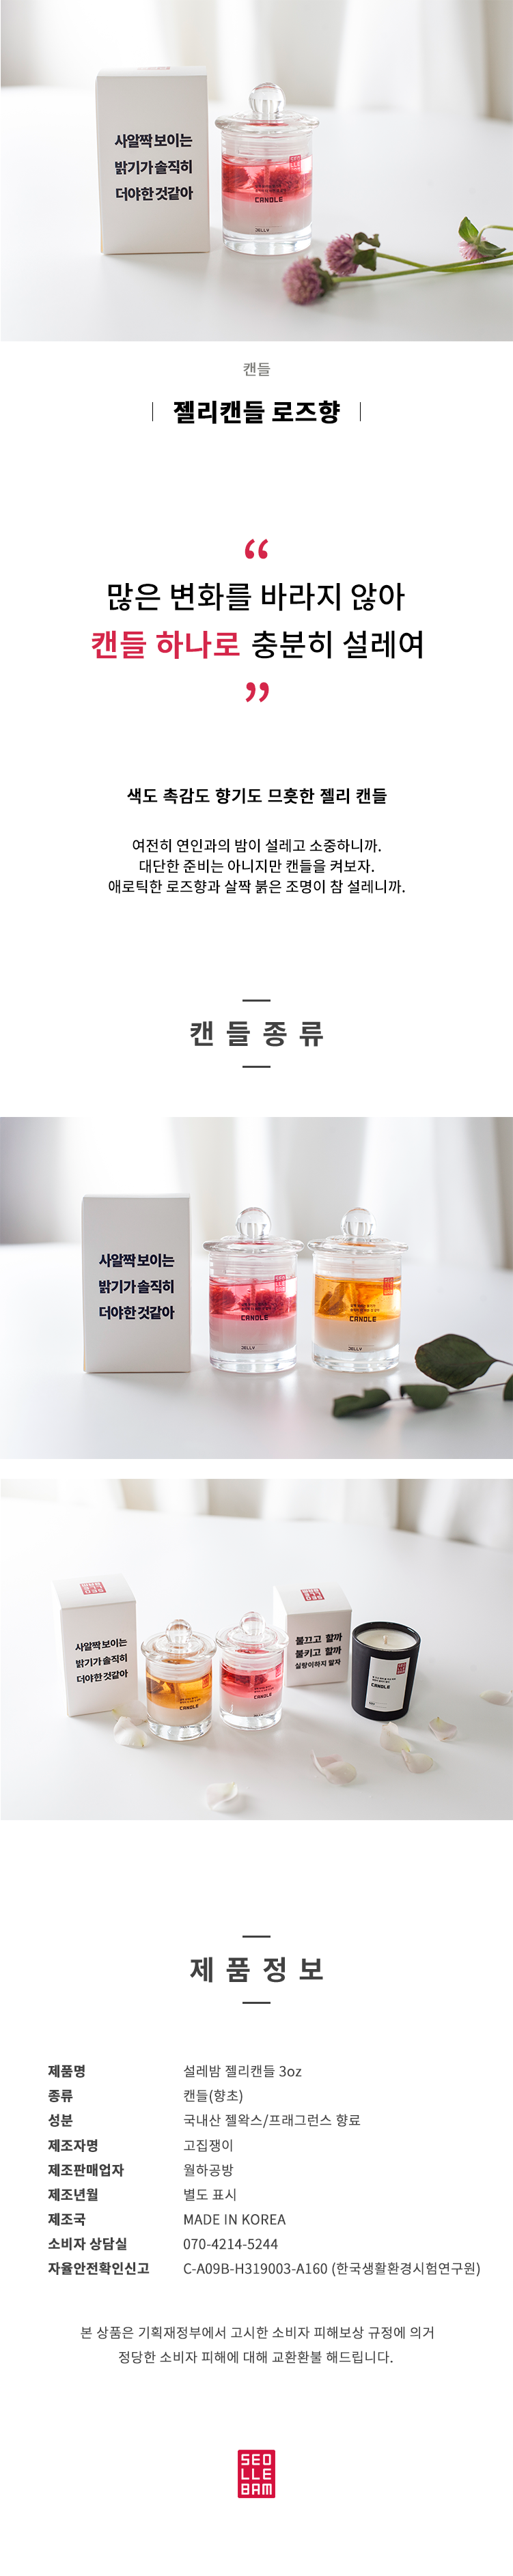 사알짝 보이는
밝기가 솔직히
더야한 것같아
CANDLE
JELLY
캔들
젤리캔들 로즈향
“
많은 변화를 바라지 않아
캔들 하나로 충분히 설레여
”
색도 촉감도 향기도 므흣한 젤리 캔들
여전히 연인과의 밤이 설레고 소중하니까.
대단한 준비는 아니지만 캔들을 켜보자.
애로틱한 로즈향과 살짝 붉은 조명이 참 설레니까.
캔들종류
사알짝 보이는
밝기가 솔직히
더야한 것같아
CANDLE
JELLY
CANDLE
JELLY
사알짝 보이는
밝기가 솔직히
더야한 것같아
CANDLE
CANDLE
불끄고 할까
불키고 할까
실랑이하지 말자
CANDLE
제품정보
제품명 설레밤 젤리캔들 3oz
종류 캔들(향초)
성분 국내산 젤왁스/프래그런스 향료
제조자명 고집쟁이
제조판매업자 월하공방
제조년월 별도 표시
제조국 MADE IN KOREA
소비자 상담실 070-4214-5244
자율안전확인신고 C-A09B-H319003-A160 (한국생활환경시험연구원)
본 상품은 기획재정부에서 고시한 소비자 피해보상 규정에 의거
정당한 소비자 피해에 대해 교환환불 해드립니다.
SEO
LLE
BAM